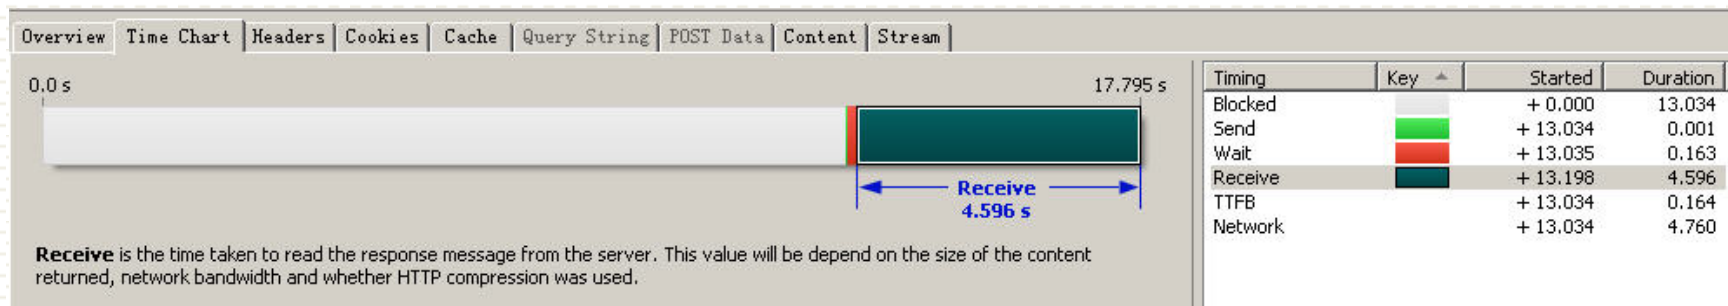 Overview Time Chart Headers Cookies Cache Query String POST Data Content Stream
0.0 s 17.795 s
Receive
4.596 s
Receive is the time taken to read the response message from the server. This value will be depend on the size of the content
returned, network bandwidth and whether HTTP compression was used.
Timing Key Started Duration
Blocked + 0.000 13.034
Send + 13.034 0.001
Wait + 13.035 0.163
Receive + 13.198 4.596
TTFB + 13.034 0.164
Network + 13.034 4.760